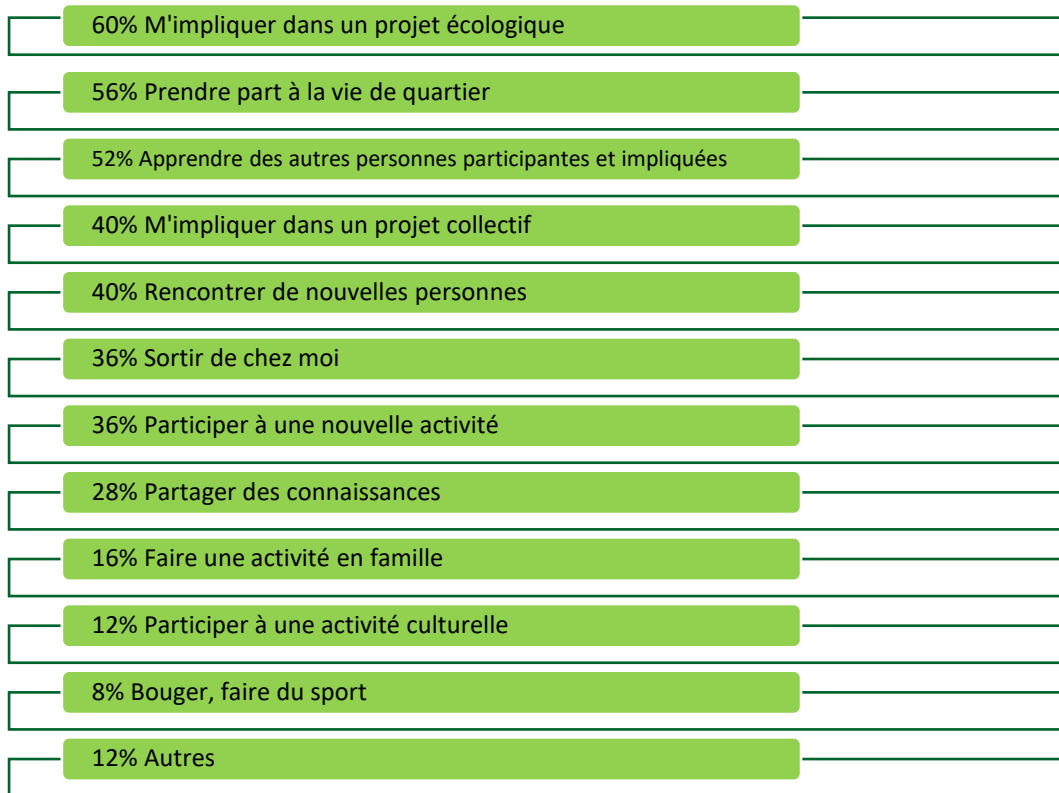 60% M'impliquer dans un projet écologique
56% Prendre part à la vie de quartier
52% Apprendre des autres personnes participantes et impliquées
40% M'impliquer dans un projet collectif
40% Rencontrer de nouvelles personnes
36% Sortir de chez moi
36% Participer à une nouvelle activité
28% Partager des connaissances
16% Faire une activité en famille
12% Participer à une activité culturelle
8% Bouger, faire du sport
12% Autres